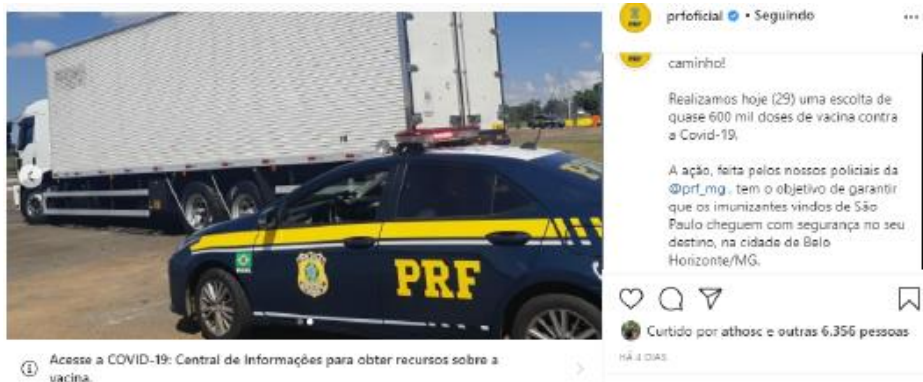 prfoficial • Seguindo
PRF
caminho!
Realizamos hoje (29) uma escolta de
quase 600 mil doses de vacina contra
a Covid-19.
A ação, feita pelos nossos policiais da
@prf_mg , tem o objetivo de garantir
que os imunizantes vindos de São
Paulo cheguem com segurança no seu
destino, na cidade de Belo
Horizonte/MG.
PRF
Curtido por athosc e outras 6.356 pessoas
HÁ 4 DIAS
Acesse a COVID-19: Central de Informações para obter recursos sobre a
vacina.